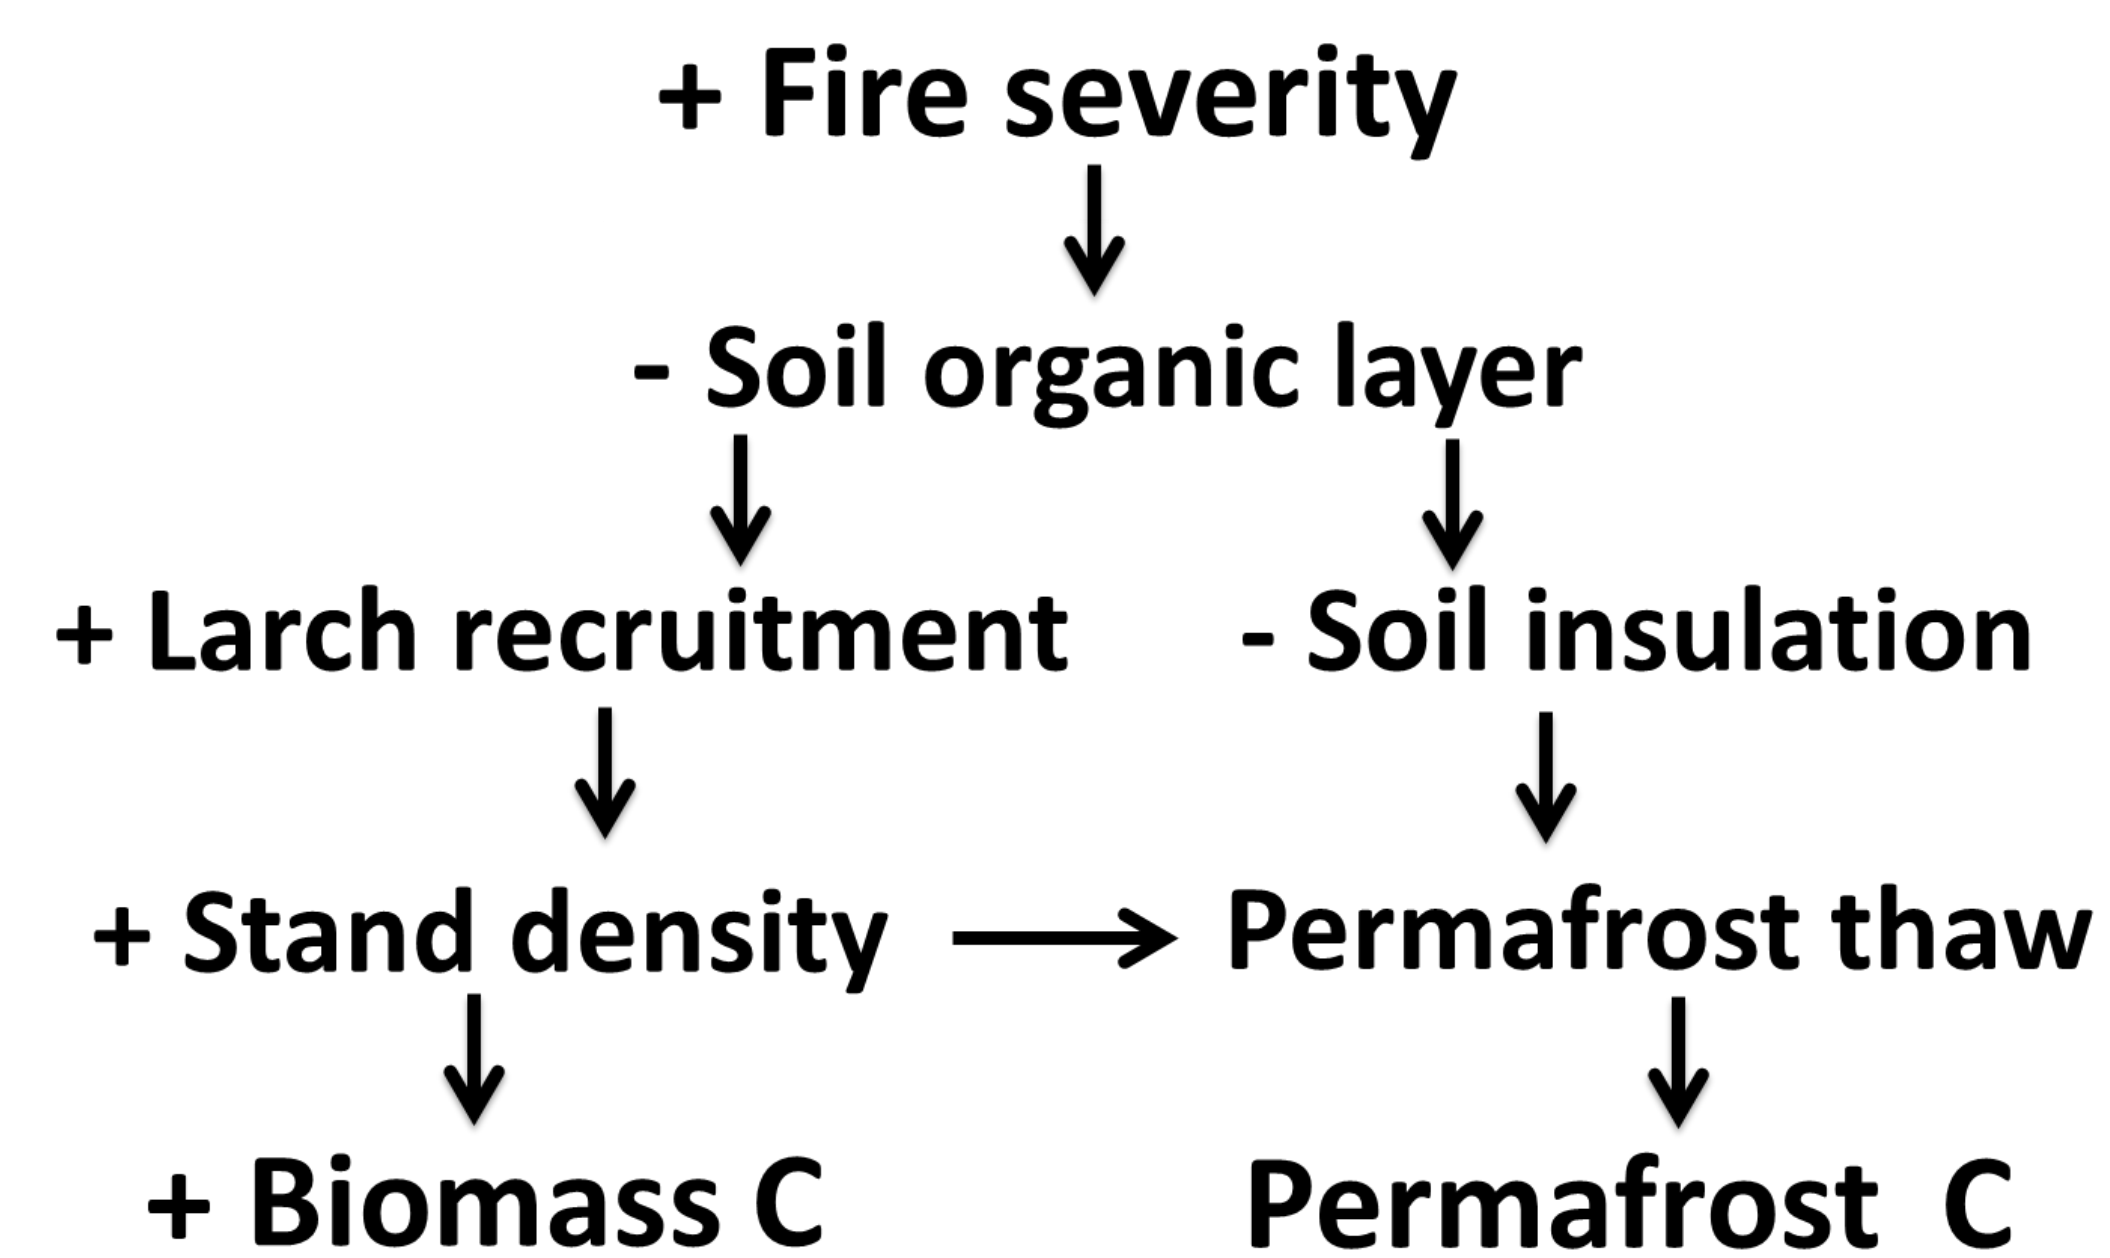 + Fire severity
- Soil organic layer
+ Larch recruitment
- Soil insulation
+ Stand density
Permafrost thaw
+ Biomass C
Permafrost C